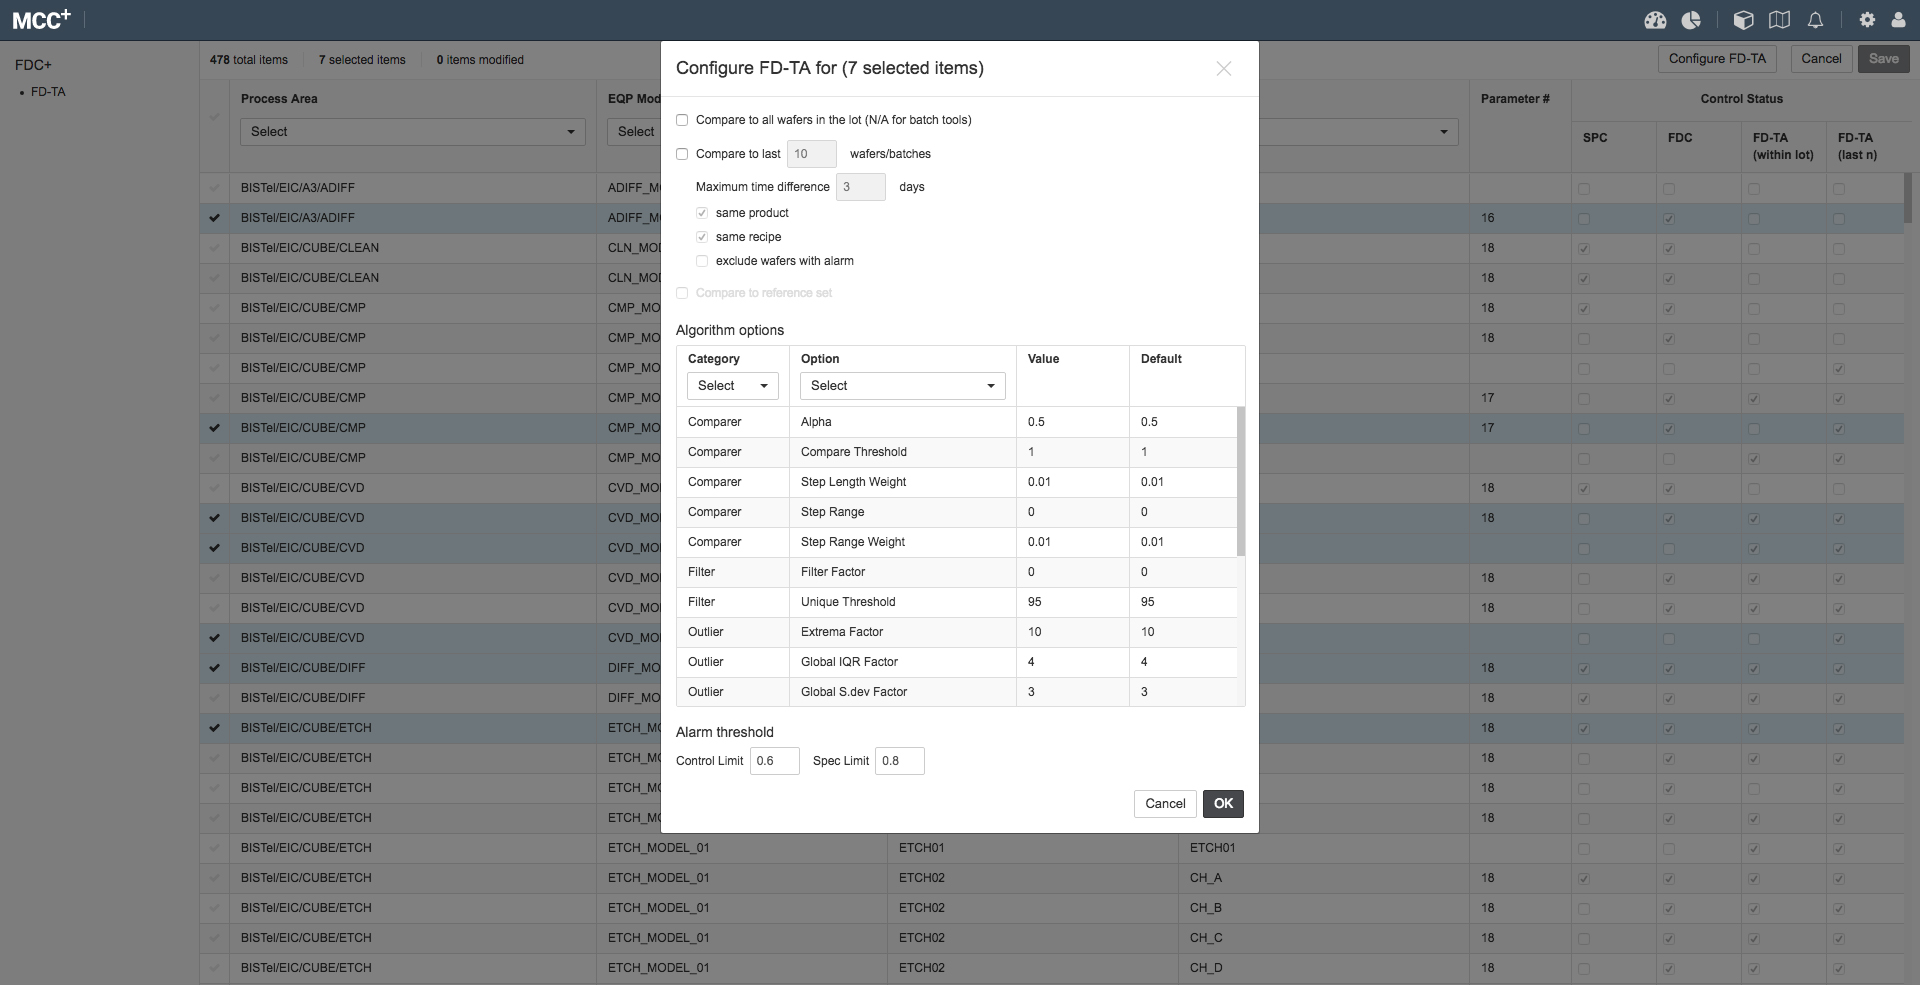 MCC+
FDC+
FD-TA
478 total items 7 selected items 0 items modified
Configure FD-TA Cancel Save
Process Area EQP Mod Parameter # Control Status
Select Select
SPC FDC FD-TA (within lot) FD-TA (last n)
BISTel/EIC/A3/ADIFF ADIFF_M
BISTel/EIC/A3/ADIFF ADIFF_M 16
BISTel/EIC/CUBE/CLEAN CLN_MOD 18
BISTel/EIC/CUBE/CLEAN CLN_MOD 18
BISTel/EIC/CUBE/CMP CMP_MO 18
BISTel/EIC/CUBE/CMP CMP_MO 18
BISTel/EIC/CUBE/CMP CMP_MO
BISTel/EIC/CUBE/CMP CMP_MO 17
BISTel/EIC/CUBE/CMP CMP_MO 17
BISTel/EIC/CUBE/CMP CMP_MO
BISTel/EIC/CUBE/CVD CVD_MO 18
BISTel/EIC/CUBE/CVD CVD_MO 18
BISTel/EIC/CUBE/CVD CVD_MO
BISTel/EIC/CUBE/CVD CVD_MO 18
BISTel/EIC/CUBE/CVD CVD_MO 18
BISTel/EIC/CUBE/CVD CVD_MO
BISTel/EIC/CUBE/DIFF DIFF_MO 18
BISTel/EIC/CUBE/DIFF DIFF_MO 18
BISTel/EIC/CUBE/ETCH ETCH_MO 18
BISTel/EIC/CUBE/ETCH ETCH_MO 18
BISTel/EIC/CUBE/ETCH ETCH_MO 18
BISTel/EIC/CUBE/ETCH ETCH_MO 18
BISTel/EIC/CUBE/ETCH ETCH_MODEL_01 ETCH01 ETCH01
BISTel/EIC/CUBE/ETCH ETCH_MODEL_01 ETCH02 CH_A 18
BISTel/EIC/CUBE/ETCH ETCH_MODEL_01 ETCH02 CH_B 18
BISTel/EIC/CUBE/ETCH ETCH_MODEL_01 ETCH02 CH_C 18
BISTel/EIC/CUBE/ETCH ETCH_MODEL_01 ETCH02 CH_D 18
Configure FD-TA for (7 selected items)
Compare to all wafers in the lot (N/A for batch tools)
Compare to last 10 wafers/batches
Maximum time difference 3 days
same product
same recipe
exclude wafers with alarm
Compare to reference set
Algorithm options
Category Option Value Default
Select Select
Comparer Alpha 0.5 0.5
Comparer Compare Threshold 1 1
Comparer Step Length Weight 0.01 0.01
Comparer Step Range 0 0
Comparer Step Range Weight 0.01 0.01
Filter Filter Factor 0 0
Filter Unique Threshold 95 95
Outlier Extrema Factor 10 10
Outlier Global IQR Factor 4 4
Outlier Global S.dev Factor 3 3
Alarm threshold
Control Limit 0.6 Spec Limit 0.8
Cancel OK